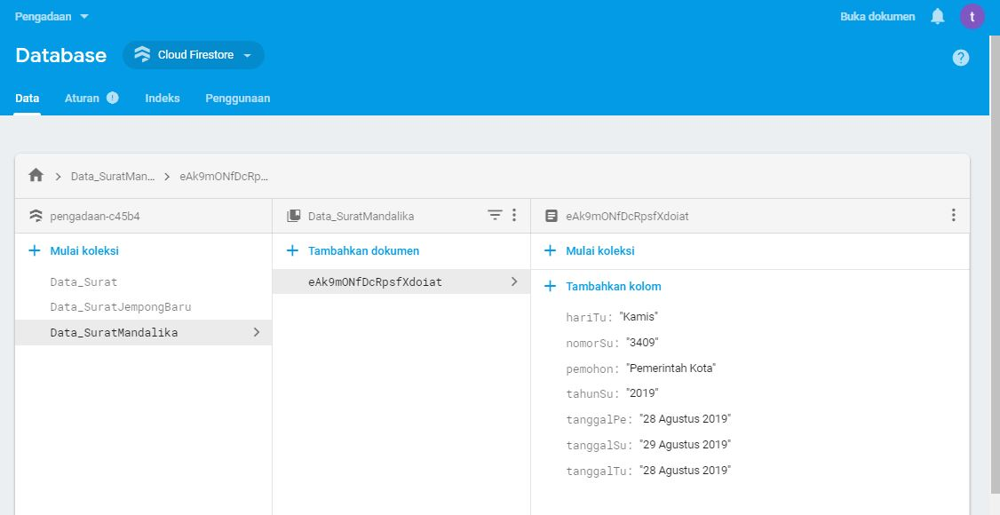 Pengadaan
Buka dokumen
t
Database
Cloud Firestore
?
Data
Aturan !
Indeks
Penggunaan
Data_SuratMan...
eAk9mONfDcRp...
pengadaan-c45b4
Mulai koleksi
Data_Surat
Data_SuratJempongBaru
Data_SuratMandalika
Data_SuratMandalika
Tambahkan dokumen
eAk9mONfDcRpsfXdoiat
eAk9mONfDcRpsfXdoiat
Mulai koleksi
Tambahkan kolom
hariTu: "Kamis"
nomorSu: "3409"
pemohon: "Pemerintah Kota"
tahunSu: "2019"
tanggalPe: "28 Agustus 2019"
tanggalSu: "29 Agustus 2019"
tanggalTu: "28 Agustus 2019"